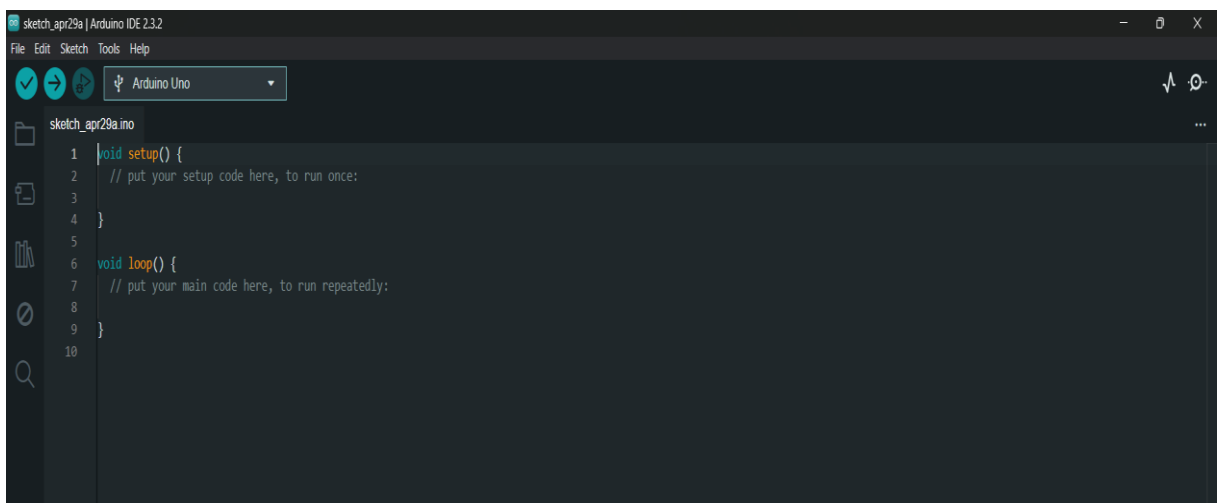 sketch_apr29a | Arduino IDE 2.3.2
File Edit Sketch Tools Help
Arduino Uno
sketch_apr29a.ino
1 void setup() {
2 // put your setup code here, to run once:
3
4 }
5
6 void loop() {
7 // put your main code here, to run repeatedly:
8
9 }
10